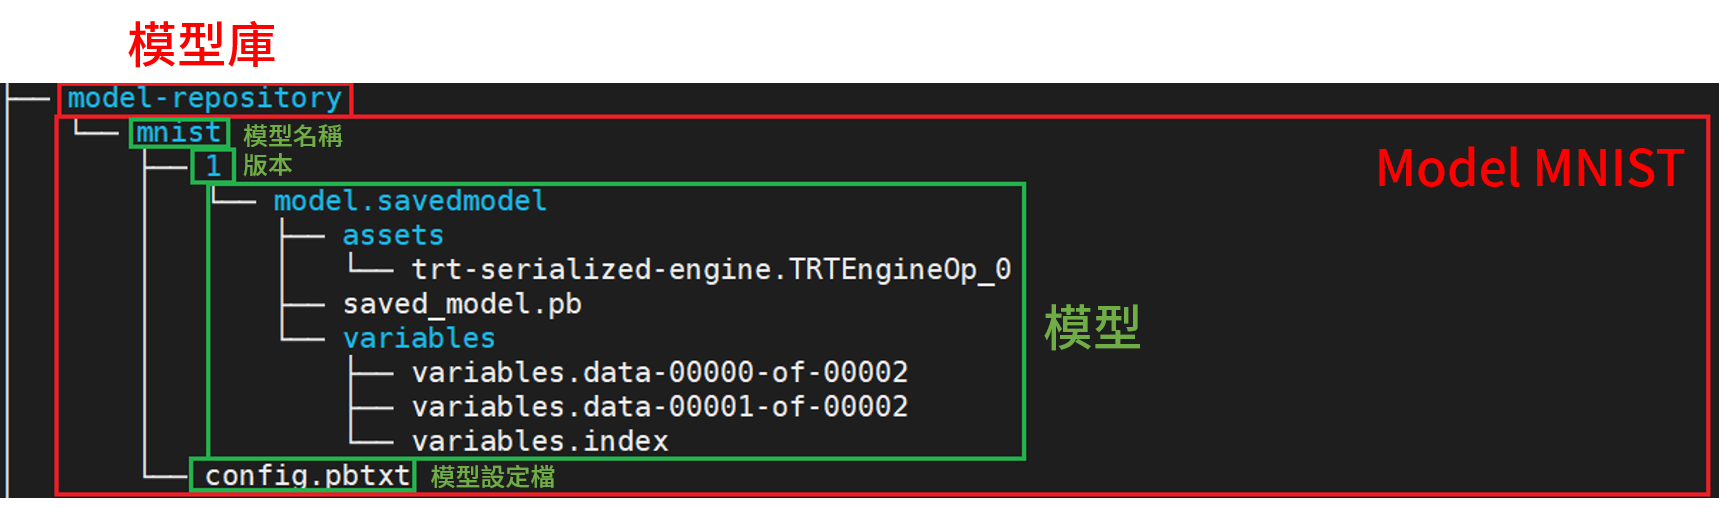 模型庫
model-repository
mnist 模型名稱
1 版本
Model MNIST
model.savedmodel
assets
trt-serialized-engine.TRTEngineOp_0
saved_model.pb
模型
variables
variables.data-00000-of-00002
variables.data-00001-of-00002
variables.index
config.pbtxt 模型設定檔